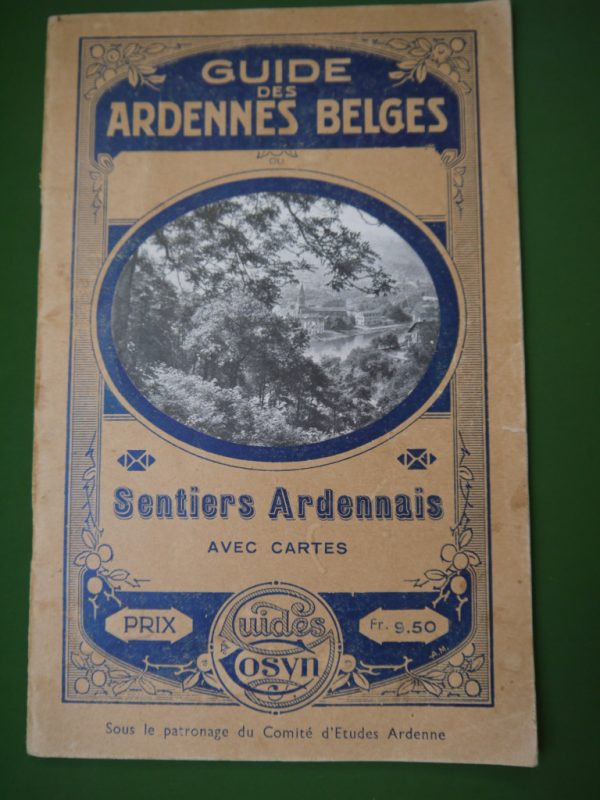 GUIDE
DES
ARDENNES BELGES
OU
Sentiers Ardennais
AVEC CARTES
PRIX
Guides
Cosyn
Fr. 9.50
A.M.
Sous le patronage du Comité d'Etudes Ardenne